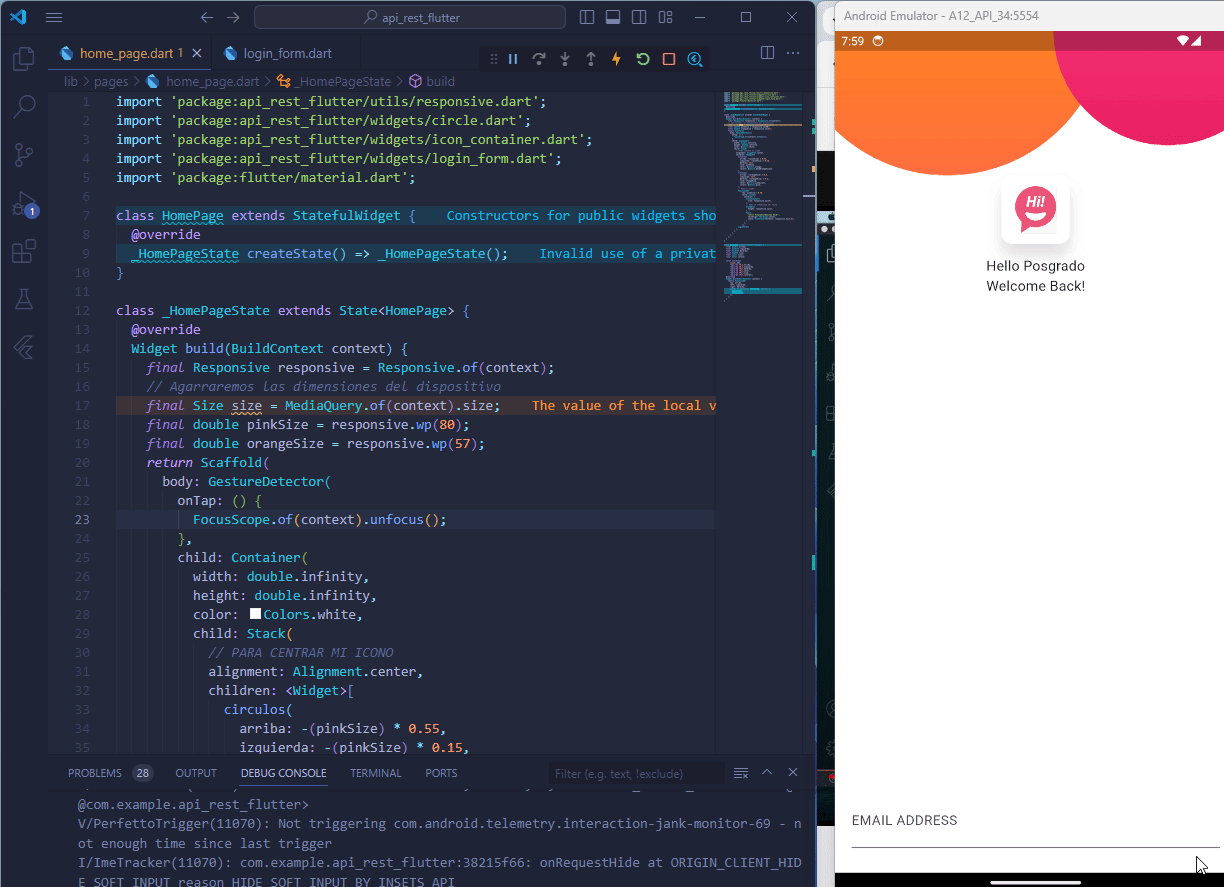 api_rest_flutter
home_page.dart 1
login_form.dart
lib > pages > home_page.dart > _HomePageState > build
1 import 'package:api_rest_flutter/utils/responsive.dart';
2 import 'package:api_rest_flutter/widgets/circle.dart';
3 import 'package:api_rest_flutter/widgets/icon_container.dart';
4 import 'package:api_rest_flutter/widgets/login_form.dart';
5 import 'package:flutter/material.dart';
6
7 class HomePage extends StatefulWidget { Constructors for public widgets sho
8 @override
9 _HomePageState createState() => _HomePageState(); Invalid use of a privat
10 }
11
12 class _HomePageState extends State<HomePage> {
13 @override
14 Widget build(BuildContext context) {
15 final Responsive responsive = Responsive.of(context);
16 // Agarraremos las dimensiones del dispositivo
17 final Size size = MediaQuery.of(context).size; The value of the local v
18 final double pinkSize = responsive.wp(80);
19 final double orangeSize = responsive.wp(57);
20 return Scaffold(
21 body: GestureDetector(
22 onTap: () {
23 FocusScope.of(context).unfocus();
24 },
25 child: Container(
26 width: double.infinity,
27 height: double.infinity,
28 color: Colors.white,
29 child: Stack(
30 // PARA CENTRAR MI ICONO
31 alignment: Alignment.center,
32 children: <Widget>[
33 circulos(
34 arriba: -(pinkSize) * 0.55,
35 izquierda: -(pinkSize) * 0.15,
1
PROBLEMS 28 OUTPUT DEBUG CONSOLE TERMINAL PORTS Filter (e.g. text, !exclude)
@com.example.api_rest_flutter>
V/PerfettoTrigger(11070): Not triggering com.android.telemetry.interaction-jank-monitor-69 - n
ot enough time since last trigger
I/ImeTracker(11070): com.example.api_rest_flutter:38215f66: onRequestHide at ORIGIN_CLIENT_HID
E_SOFT_INPUT reason HIDE_SOFT_INPUT_BY_INSETS_API
Android Emulator - A12_API_34:5554
7:59
Hi!
Hello Posgrado
Welcome Back!
EMAIL ADDRESS